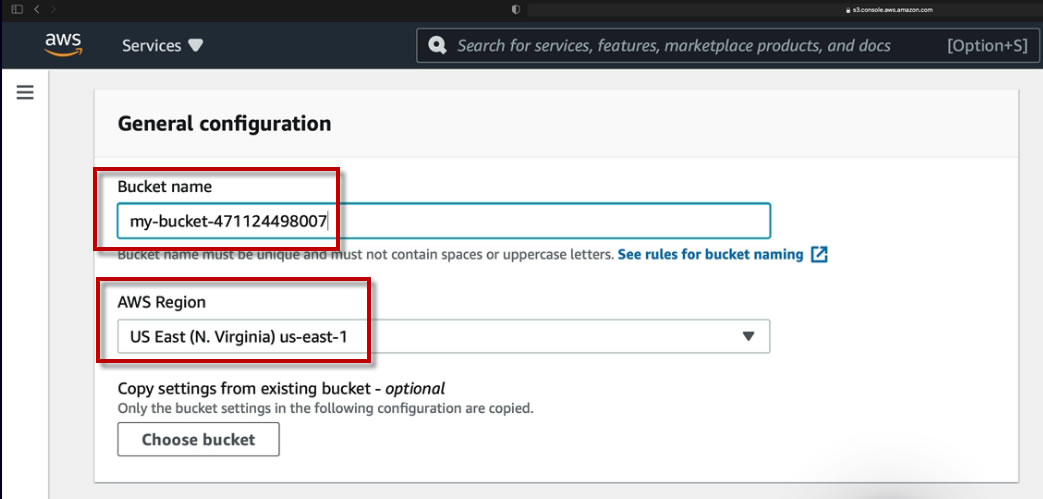 s3.console.aws.amazon.com
aws Services Search for services, features, marketplace products, and docs [Option+S]
General configuration
Bucket name
my-bucket-471124498007
Bucket name must be unique and must not contain spaces or uppercase letters. See rules for bucket naming
AWS Region
US East (N. Virginia) us-east-1
Copy settings from existing bucket - optional
Only the bucket settings in the following configuration are copied.
Choose bucket